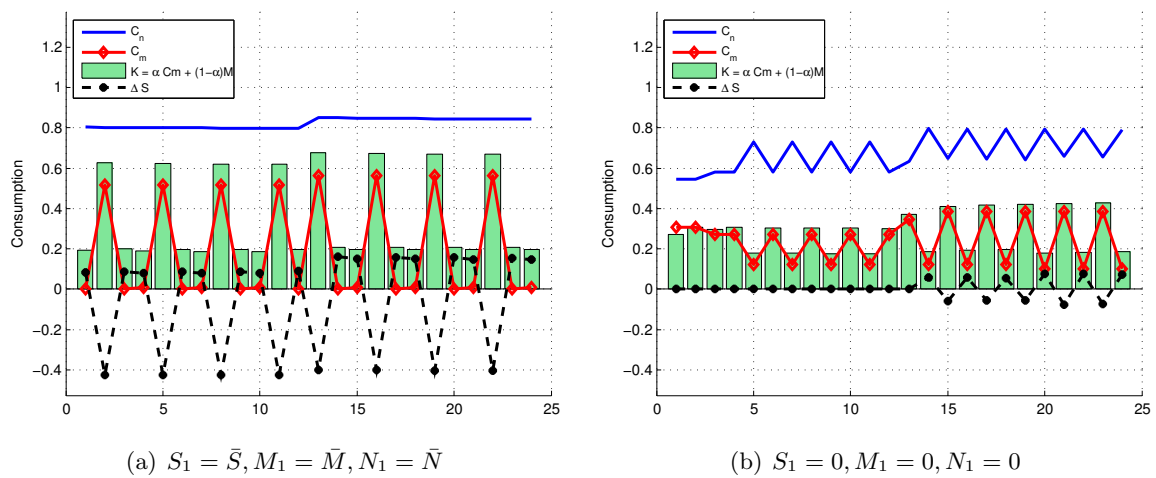 C_n
C_m
K = α Cm + (1−α)M
Δ S
Consumption
1.2
1
0.8
0.6
0.4
0.2
0
−0.2
−0.4
0 5 10 15 20 25
(a) S_1 = S̄, M_1 = M̄, N_1 = N̄
C_n
C_m
K = α Cm + (1−α)M
Δ S
Consumption
1.2
1
0.8
0.6
0.4
0.2
0
−0.2
−0.4
0 5 10 15 20 25
(b) S_1 = 0, M_1 = 0, N_1 = 0